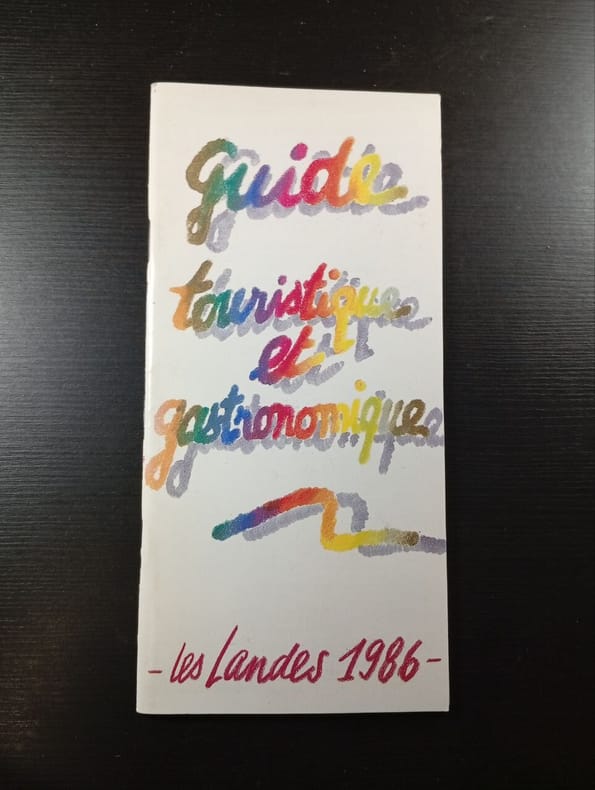 guide
touristique
et
gastronomique
- les Landes 1986 -